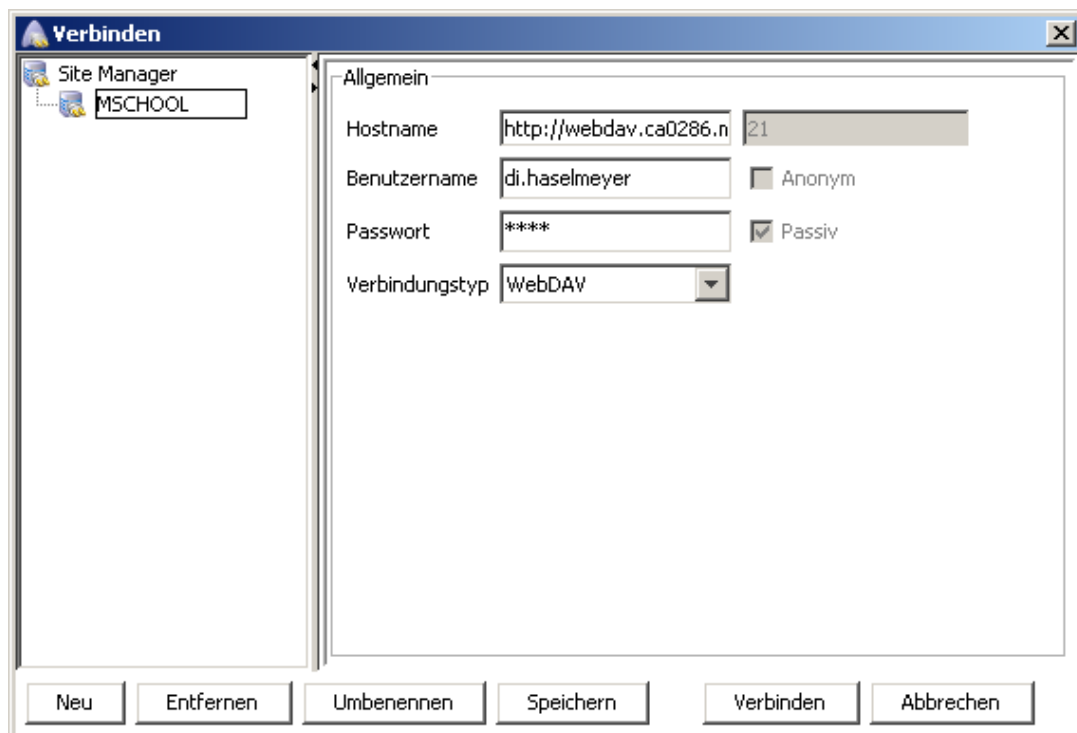 Verbinden
Site Manager
MSCHOOL
Allgemein
Hostname http://webdav.ca0286.n 21
Benutzername di.haselmeyer Anonym
Passwort **** Passiv
Verbindungstyp WebDAV
Neu Entfernen Umbenennen Speichern Verbinden Abbrechen